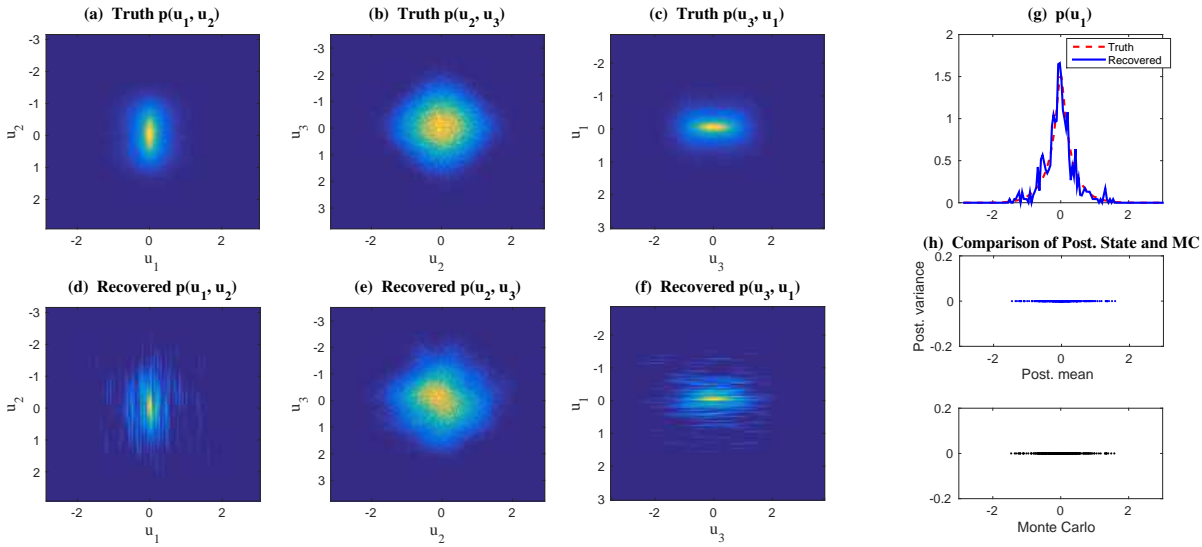 (a) Truth p(u1, u2)
-3
-2
-1
0
1
2
u2
-2 0 2
u1
(b) Truth p(u2, u3)
-3
-2
-1
0
1
2
3
u3
-2 0 2
u2
(c) Truth p(u3, u1)
-2
-1
0
1
2
3
u1
-2 0 2
u3
(g) p(u1)
2
1.5
1
0.5
0
-2 0 2
Truth
Recovered
(d) Recovered p(u1, u2)
-3
-2
-1
0
1
2
u2
-2 0 2
u1
(e) Recovered p(u2, u3)
-3
-2
-1
0
1
2
3
u3
-2 0 2
u2
(f) Recovered p(u3, u1)
-2
-1
0
1
2
3
u1
-2 0 2
u3
(h) Comparison of Post. State and MC
0.2
0
-0.2
Post. variance
-2 0 2
Post. mean
0.2
0
-0.2
-2 0 2
Monte Carlo